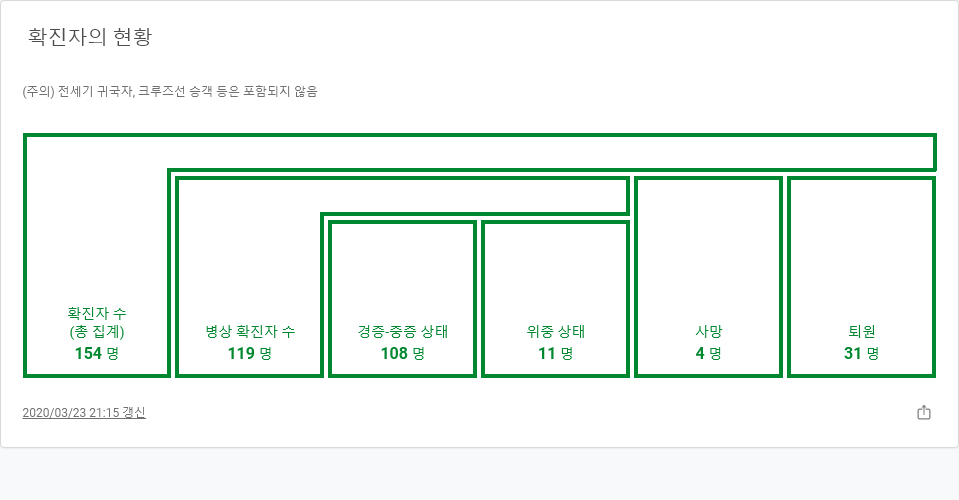 확진자의 현황
(주의) 전세기 귀국자, 크루즈선 승객 등은 포함되지 않음
확진자 수
(총 집계)
154 명
병상 확진자 수
119 명
경증-중증 상태
108 명
위중 상태
11 명
사망
4 명
퇴원
31 명
2020/03/23 21:15 갱신